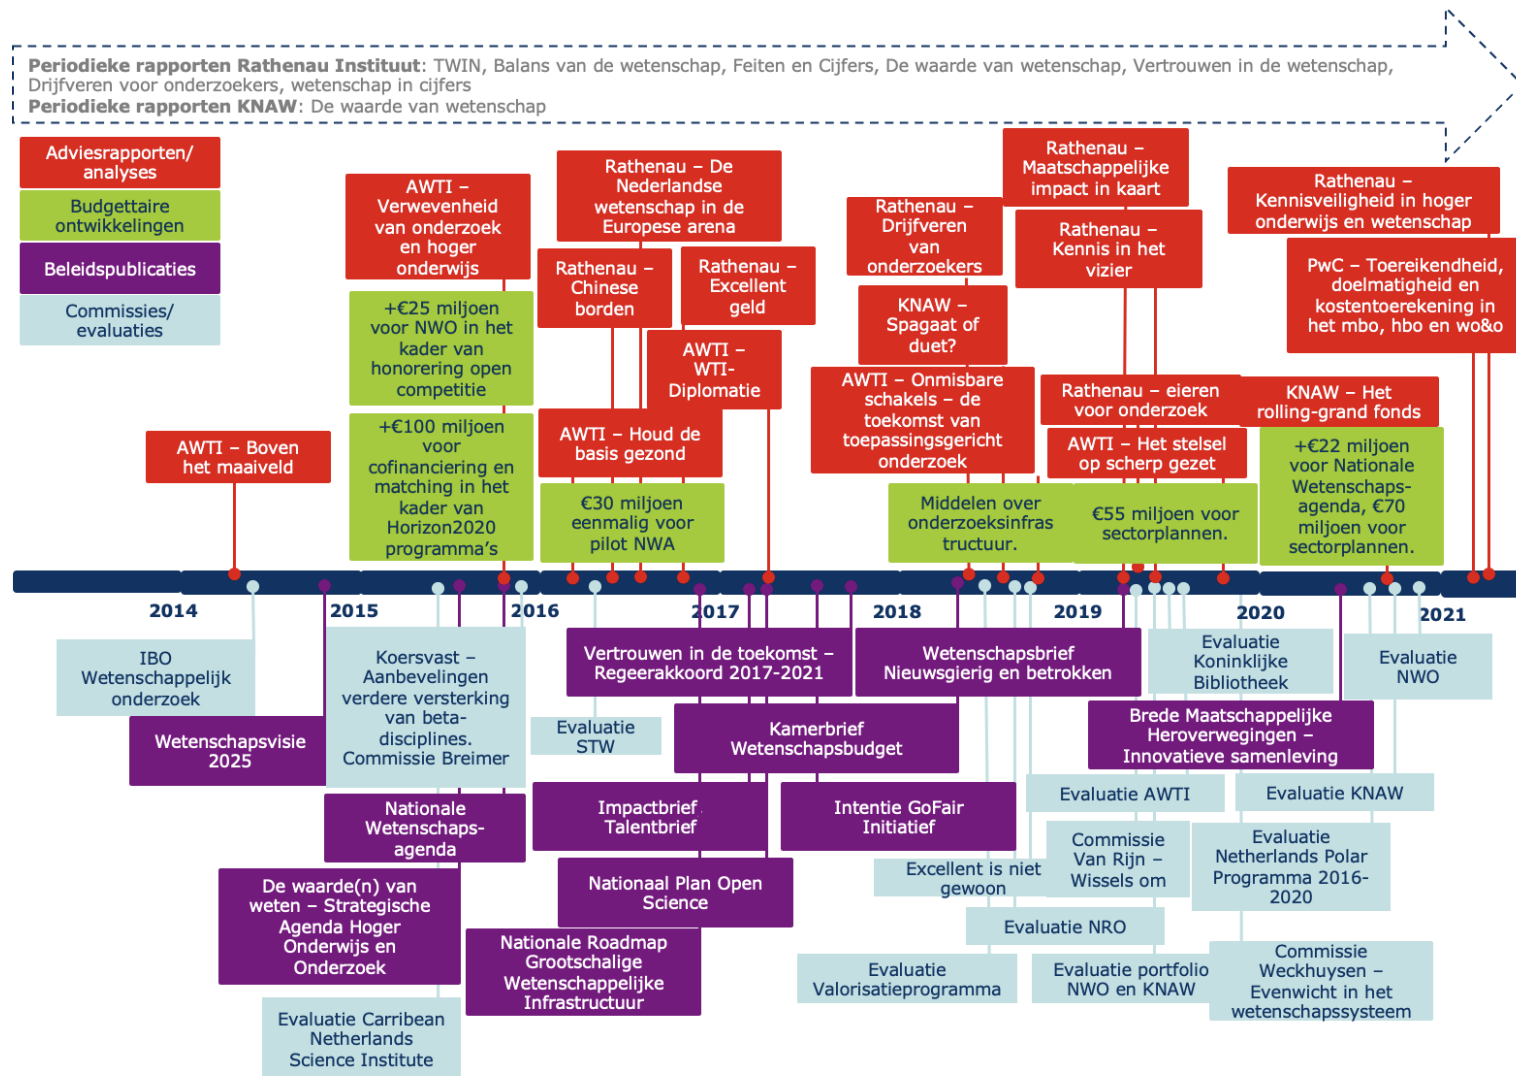 Periodieke rapporten Rathenau Instituut: TWIN, Balans van de wetenschap, Feiten en Cijfers, De waarde van wetenschap, Vertrouwen in de wetenschap,
Drijfveren voor onderzoekers, wetenschap in cijfers
Periodieke rapporten KNAW: De waarde van wetenschap
Adviesrapporten/
analyses
Budgettaire
ontwikkelingen
Beleidspublicaties
Commissies/
evaluaties
AWTI – Boven
het maaiveld
AWTI –
Verwevenheid
van onderzoek
en hoger
onderwijs
+€25 miljoen
voor NWO in het
kader van
honorering open
competitie
+€100 miljoen
voor
cofinanciering en
matching in het
kader van
Horizon2020
programma's
Rathenau – De
Nederlandse
wetenschap in de
Europese arena
Rathenau –
Chinese
borden
Rathenau –
Excellent
geld
AWTI –
WTI-
Diplomatie
AWTI – Houd de
basis gezond
€30 miljoen
eenmalig voor
pilot NWA
Rathenau –
Drijfveren
van
onderzoekers
KNAW –
Spagaat of
duet?
AWTI – Onmisbare
schakels – de
toekomst van
toepassingsgericht
onderzoek
Middelen over
onderzoeksinfras
tructuur.
Rathenau –
Maatschappelijke
impact in kaart
Rathenau –
Kennis in het
vizier
Rathenau – eieren
voor onderzoek
AWTI – Het stelsel
op scherp gezet
€55 miljoen voor
sectorplannen.
Rathenau –
Kennisveiligheid in hoger
onderwijs en wetenschap
PwC – Toereikendheid,
doelmatigheid en
kostentoerekening in
het mbo, hbo en wo&o
KNAW – Het
rolling-grand fonds
+€22 miljoen
voor Nationale
Wetenschaps-
agenda, €70
miljoen voor
sectorplannen.
2014
2015
2016
2017
2018
2019
2020
2021
IBO
Wetenschappelijk
onderzoek
Wetenschapsvisie
2025
Koersvast –
Aanbevelingen
verdere versterking
van beta-
disciplines.
Commissie Breimer
Nationale
Wetenschaps-
agenda
De waarde(n) van
weten – Strategische
Agenda Hoger
Onderwijs en
Onderzoek
Evaluatie Carribean
Netherlands
Science Institute
Evaluatie
STW
Vertrouwen in de toekomst –
Regeerakkoord 2017-2021
Kamerbrief
Wetenschapsbudget
Impactbrief
Talentbrief
Nationaal Plan Open
Science
Nationale Roadmap
Grootschalige
Wetenschappelijke
Infrastructuur
Intentie GoFair
Initiatief
Wetenschapsbrief
Nieuwsgierig en betrokken
Excellent is niet
gewoon
Evaluatie NRO
Evaluatie
Valorisatieprogramma
Evaluatie AWTI
Commissie
Van Rijn –
Wissels om
Evaluatie portfolio
NWO en KNAW
Evaluatie
Koninklijke
Bibliotheek
Brede Maatschappelijke
Heroverwegingen –
Innovatieve samenleving
Evaluatie
NWO
Evaluatie KNAW
Evaluatie
Netherlands Polar
Programma 2016-
2020
Commissie
Weckhuysen –
Evenwicht in het
wetenschapssysteem